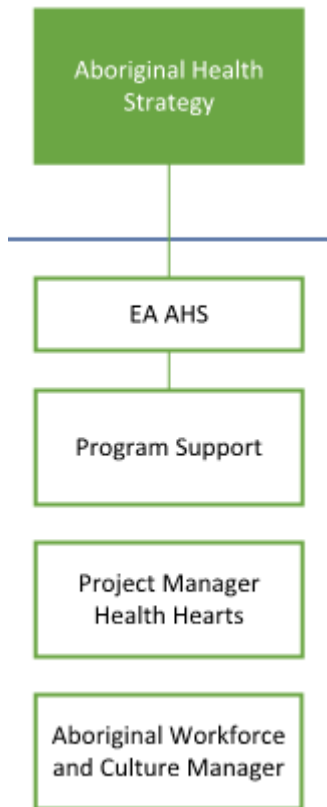 Aboriginal Health
Strategy
EA AHS
Program Support
Project Manager
Health Hearts
Aboriginal Workforce
and Culture Manager